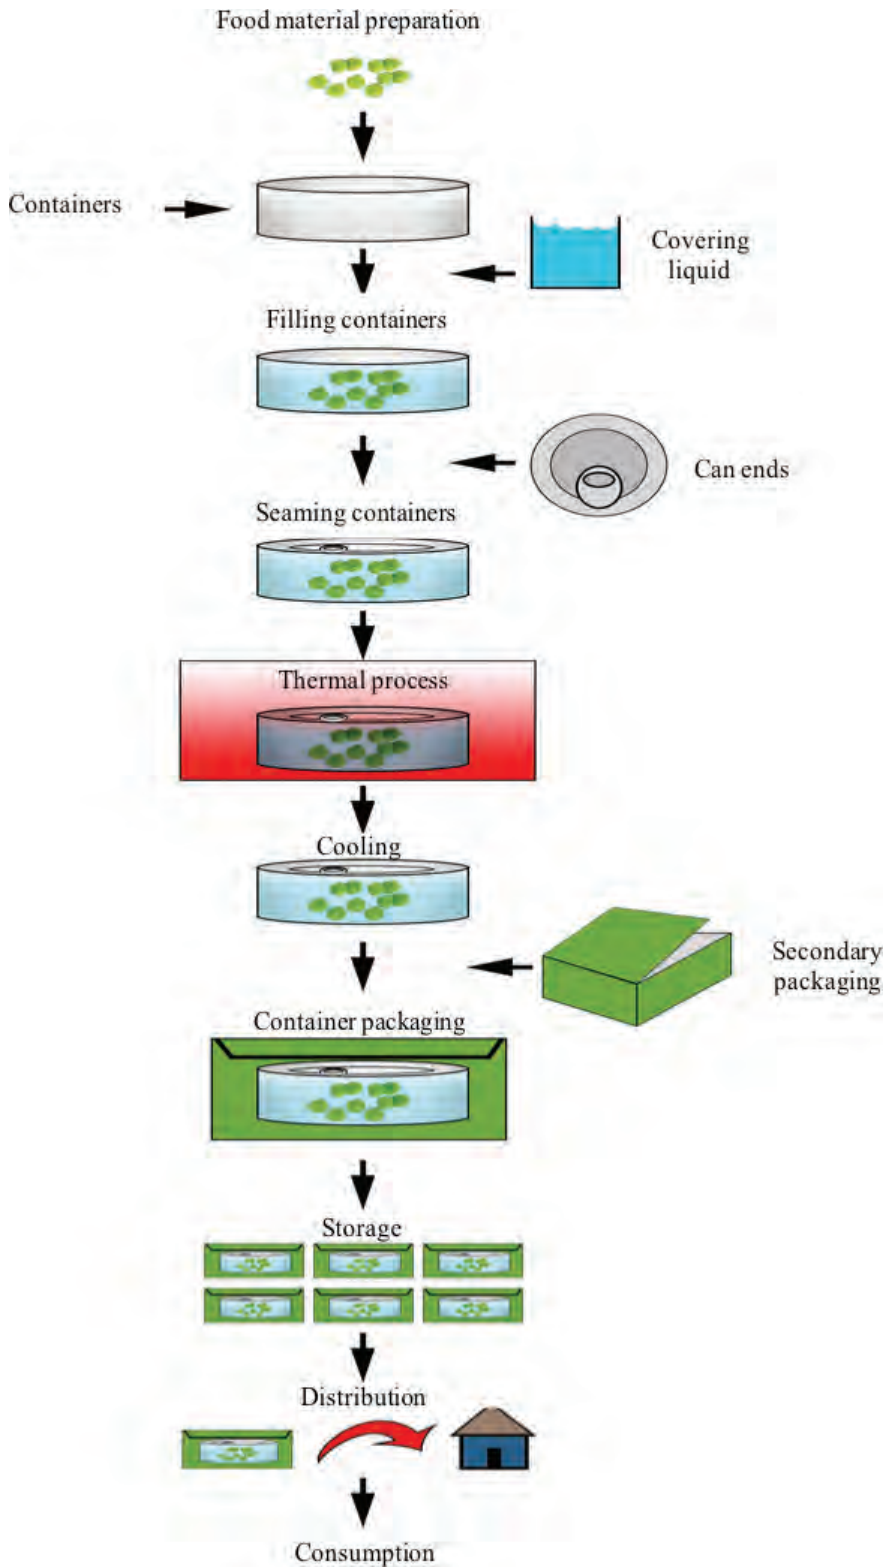 Food material preparation
Containers
Covering
liquid
Filling containers
Can ends
Seaming containers
Thermal process
Cooling
Secondary
packaging
Container packaging
Storage
Distribution
Consumption